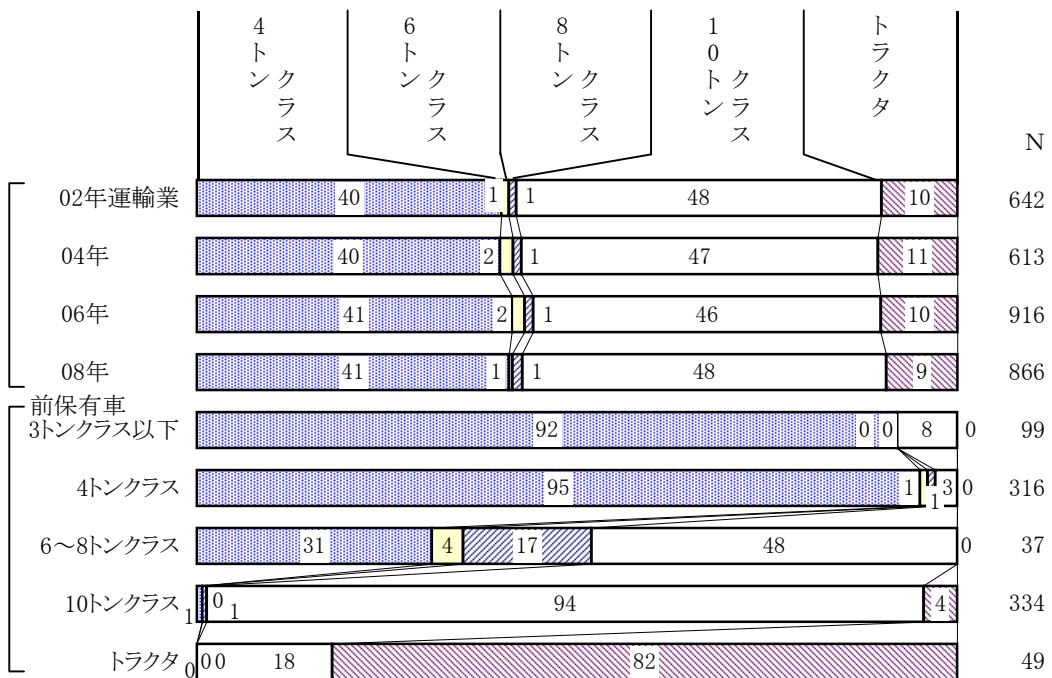 4トンクラス 6トンクラス 8トンクラス 10トンクラス トラクタ
N
02年運輸業 40 1 1 48 10 642
04年 40 2 1 47 11 613
06年 41 2 1 46 10 916
08年 41 1 1 48 9 866
前保有車
3トンクラス以下 92 0 0 8 0 99
4トンクラス 95 1 1 3 0 316
6〜8トンクラス 31 4 17 48 0 37
10トンクラス 1 0 1 94 4 334
トラクタ 0 0 0 18 82 49